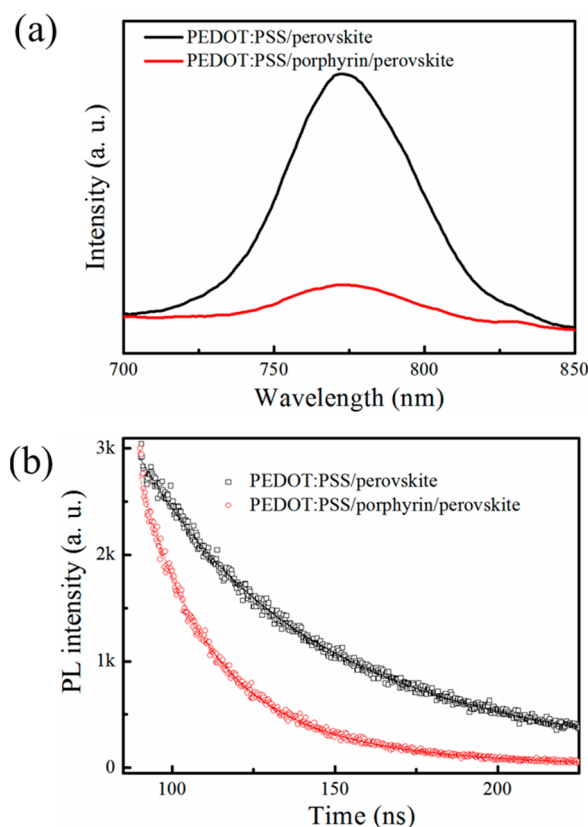 (a)
PEDOT:PSS/perovskite
PEDOT:PSS/porphyrin/perovskite
Intensity (a. u.)
700 750 800 850
Wavelength (nm)
(b)
3k
2k
1k
0
PEDOT:PSS/perovskite
PEDOT:PSS/porphyrin/perovskite
PL intensity (a. u.)
100 150 200
Time (ns)